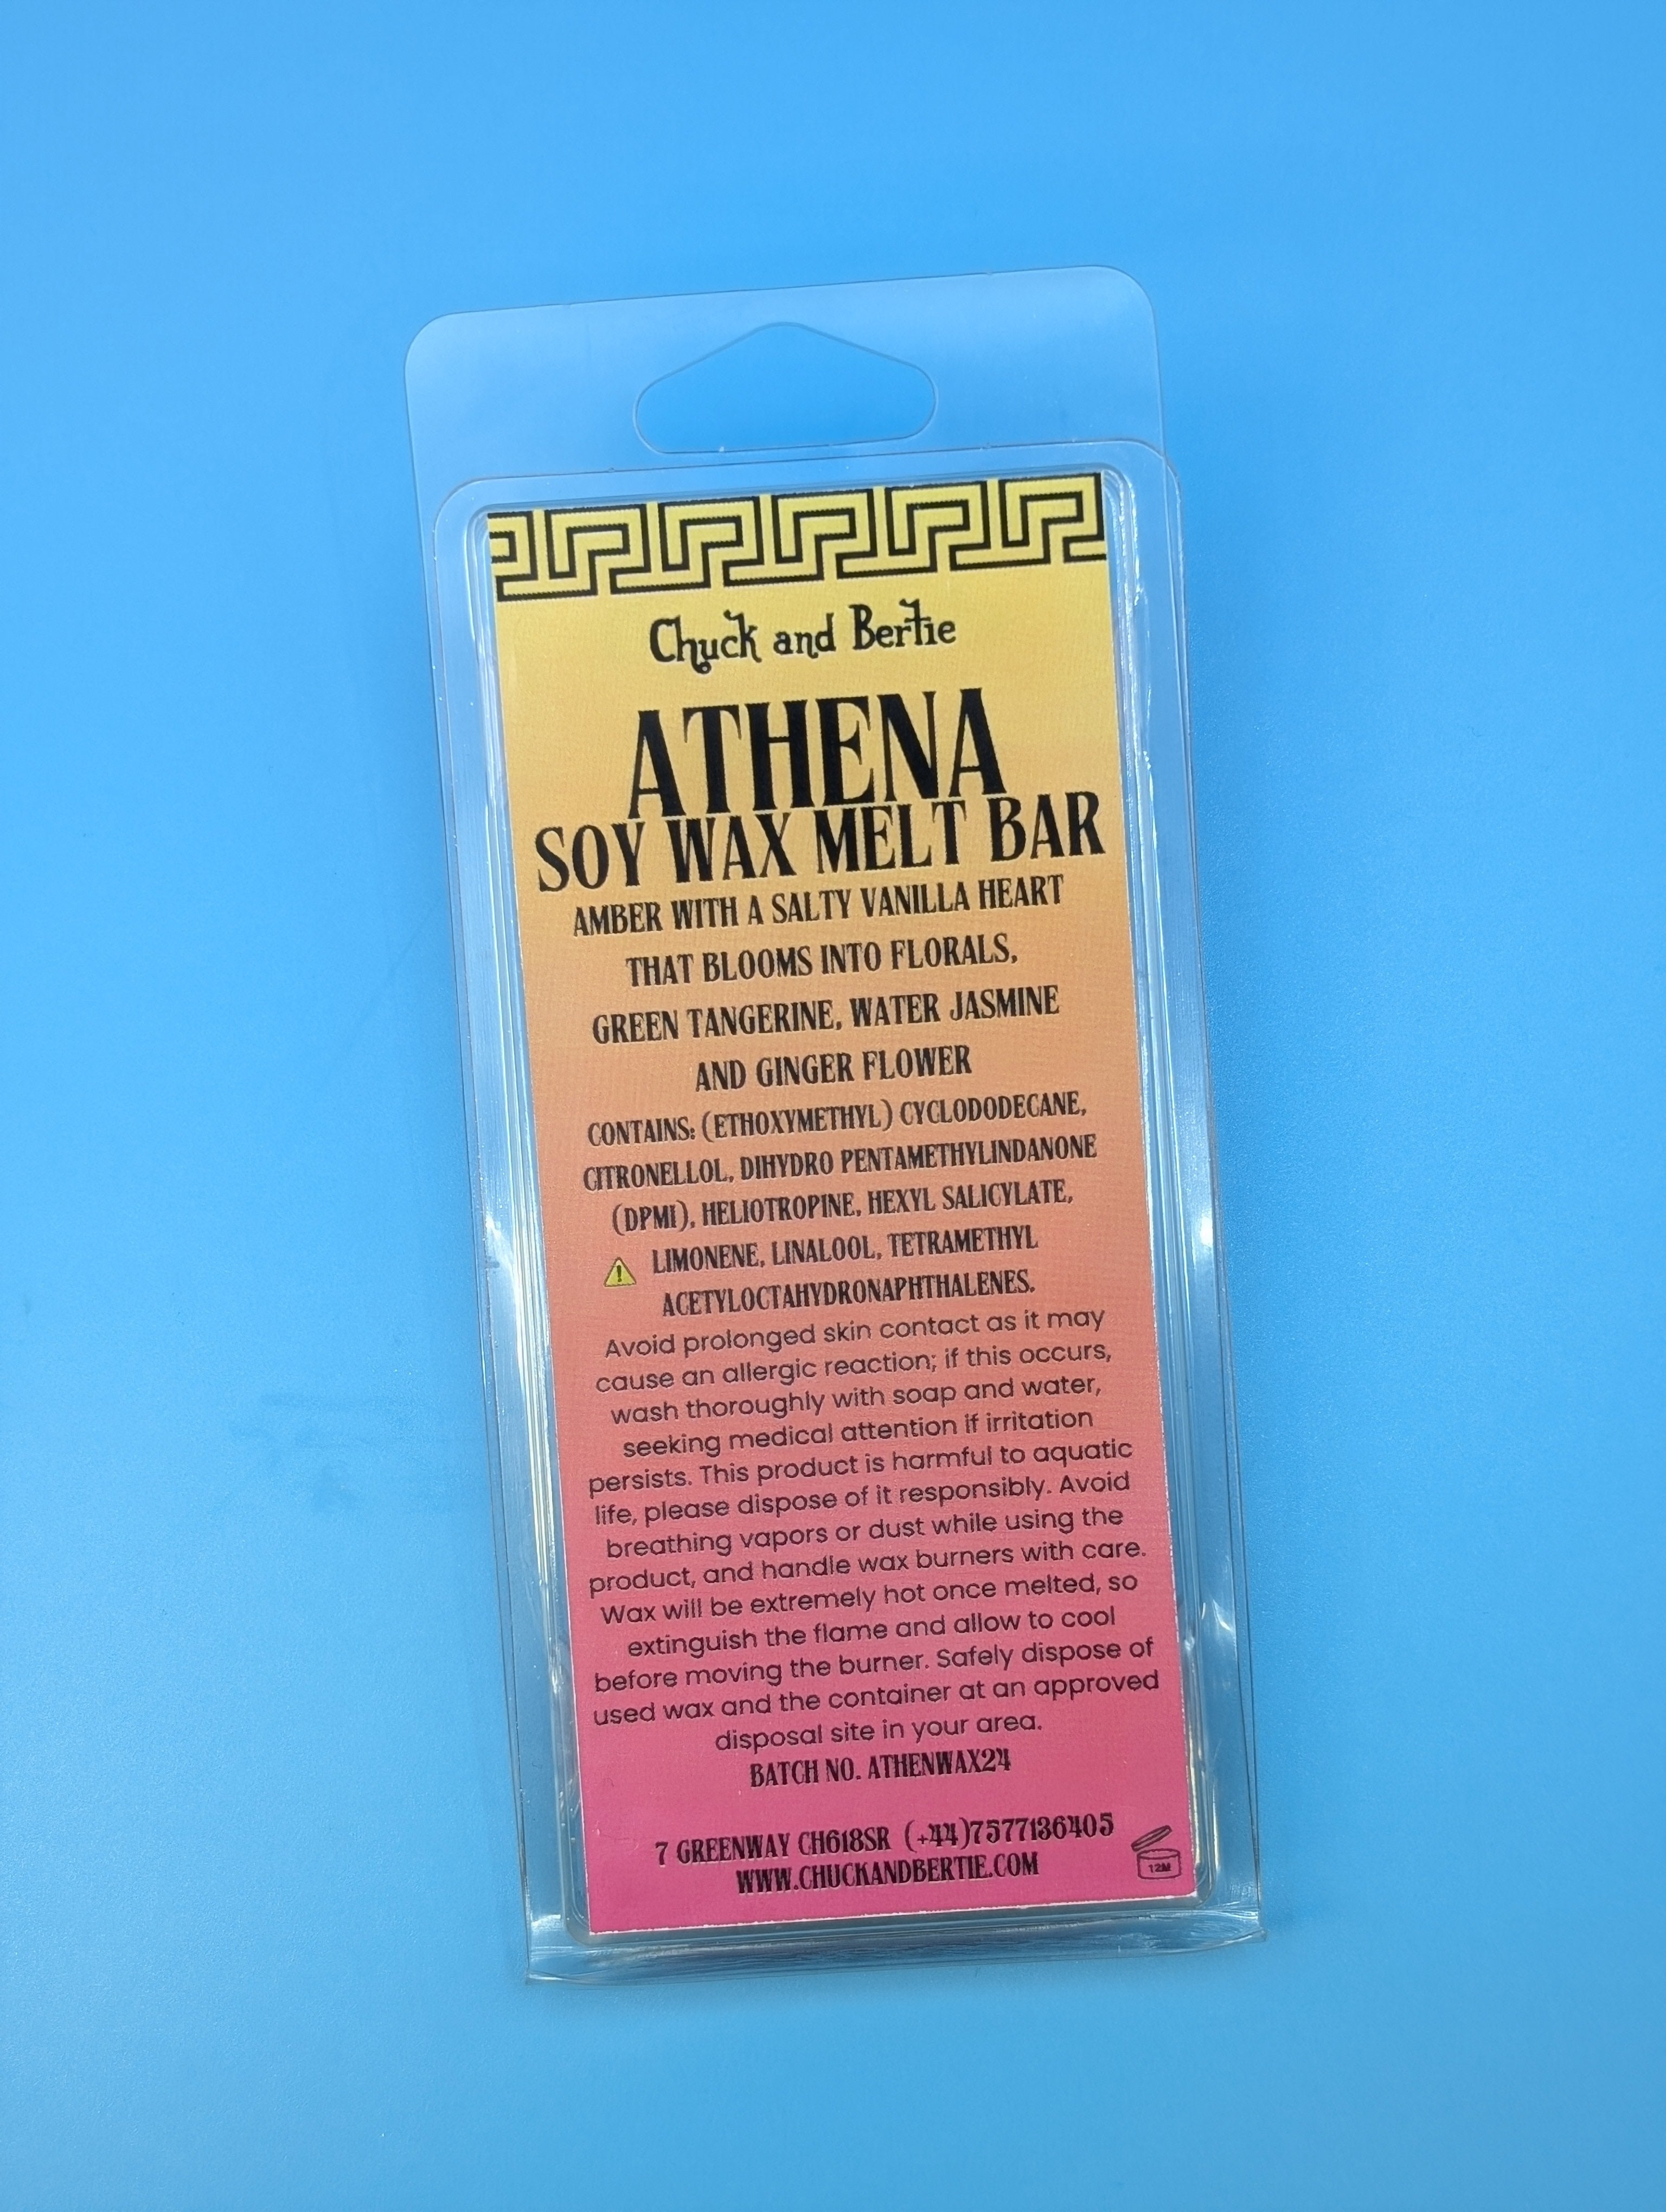 Chuck and Bertie
ATHENA
SOY WAX MELT BAR
AMBER WITH A SALTY VANILLA HEART
THAT BLOOMS INTO FLORALS,
GREEN TANGERINE, WATER JASMINE
AND GINGER FLOWER
CONTAINS: (ETHOXYMETHYL) CYCLODODECANE,
CITRONELLOL, DIHYDRO PENTAMETHYLINDANONE
(DPMI), HELIOTROPINE, HEXYL SALICYLATE,
LIMONENE, LINALOOL, TETRAMETHYL
ACETYLOCTAHYDRONAPHTHALENES.
Avoid prolonged skin contact as it may
cause an allergic reaction; if this occurs,
wash thoroughly with soap and water,
seeking medical attention if irritation
persists. This product is harmful to aquatic
life, please dispose of it responsibly. Avoid
breathing vapors or dust while using the
product, and handle wax burners with care.
Wax will be extremely hot once melted, so
extinguish the flame and allow to cool
before moving the burner. Safely dispose of
used wax and the container at an approved
disposal site in your area.
BATCH NO. ATHENWAX24
7 GREENWAY CH618SR (+44)7577136405
WWW.CHUCKANDBERTIE.COM
12M